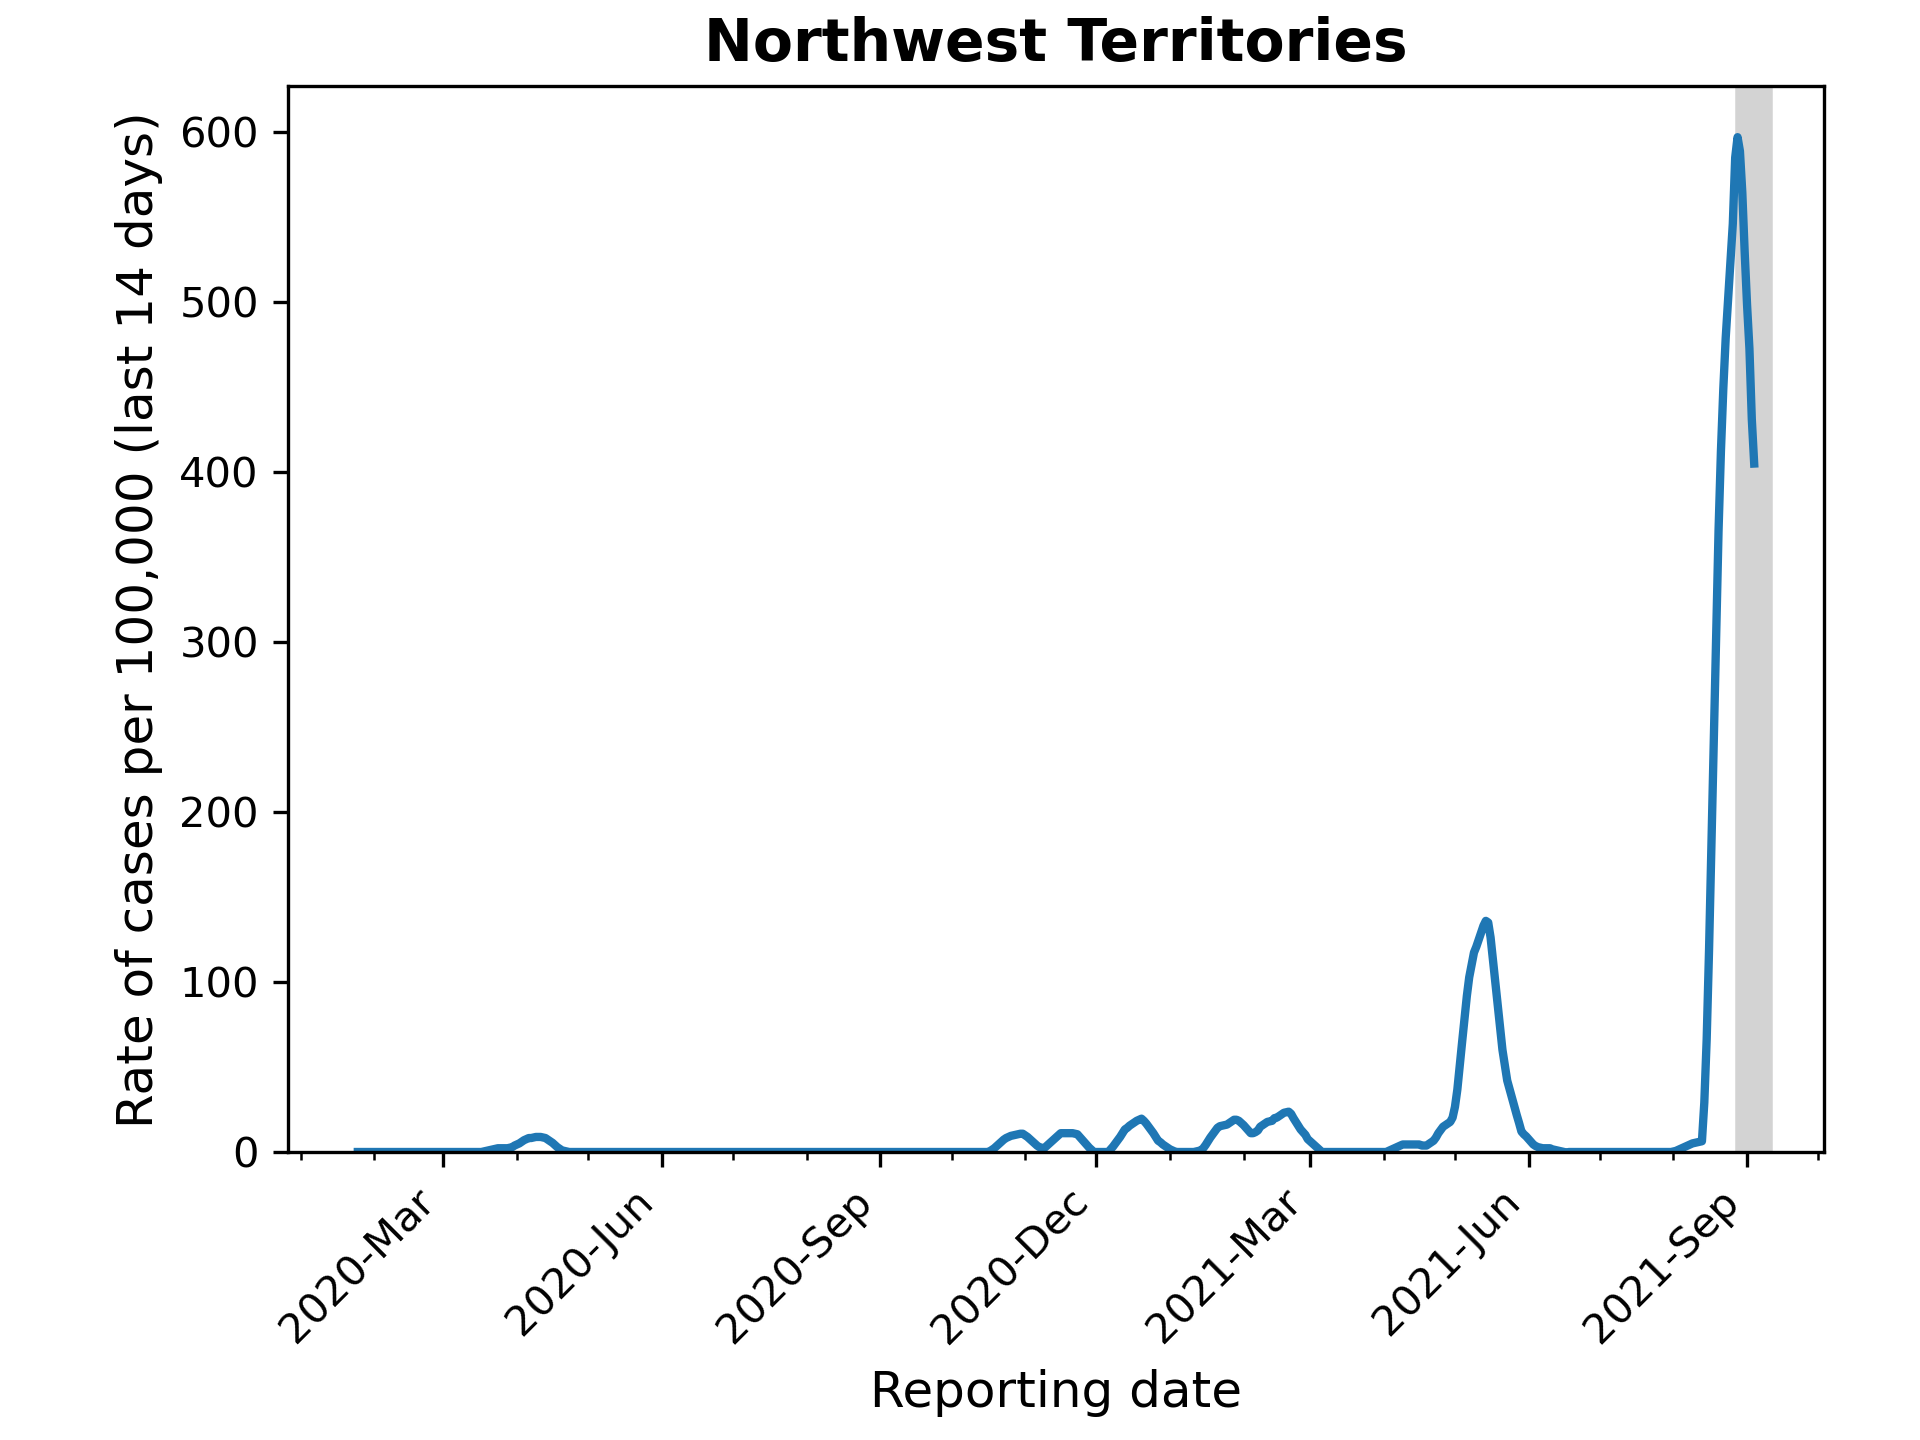 Northwest Territories
Rate of cases per 100,000 (last 14 days)
600
500
400
300
200
100
0
2020-Mar
2020-Jun
2020-Sep
2020-Dec
2021-Mar
2021-Jun
2021-Sep
Reporting date